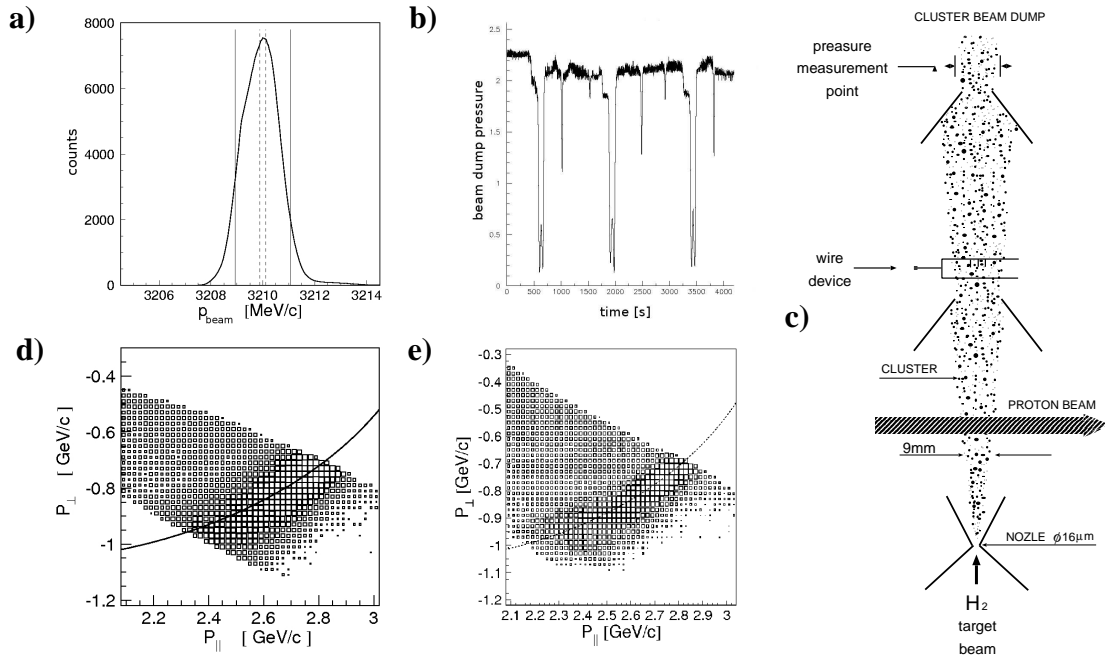 a)
8000
6000
4000
2000
0
counts
3206 3208 3210 3212 3214
p_beam [MeV/c]
b)
2.5
2.
1.5
1.
0.5
0
beam dump pressure
0 500 1000 1500 2000 2500 3000 3500 4000
time [s]
CLUSTER BEAM DUMP
preasure
measurement
point
wire
device
c)
CLUSTER
PROTON BEAM
9mm
NOZLE ϕ16μm
H₂
target
beam
d)
-0.4
-0.6
-0.8
-1
-1.2
P⊥ [ GeV/c ]
2.2 2.4 2.6 2.8 3
P∥ [ GeV/c ]
e)
-0.3
-0.4
-0.5
-0.6
-0.7
-0.8
-0.9
-1
-1.1
-1.2
P⊥ [GeV/c ]
2.1 2.2 2.3 2.4 2.5 2.6 2.7 2.8 2.9 3
P∥ [GeV/c ]